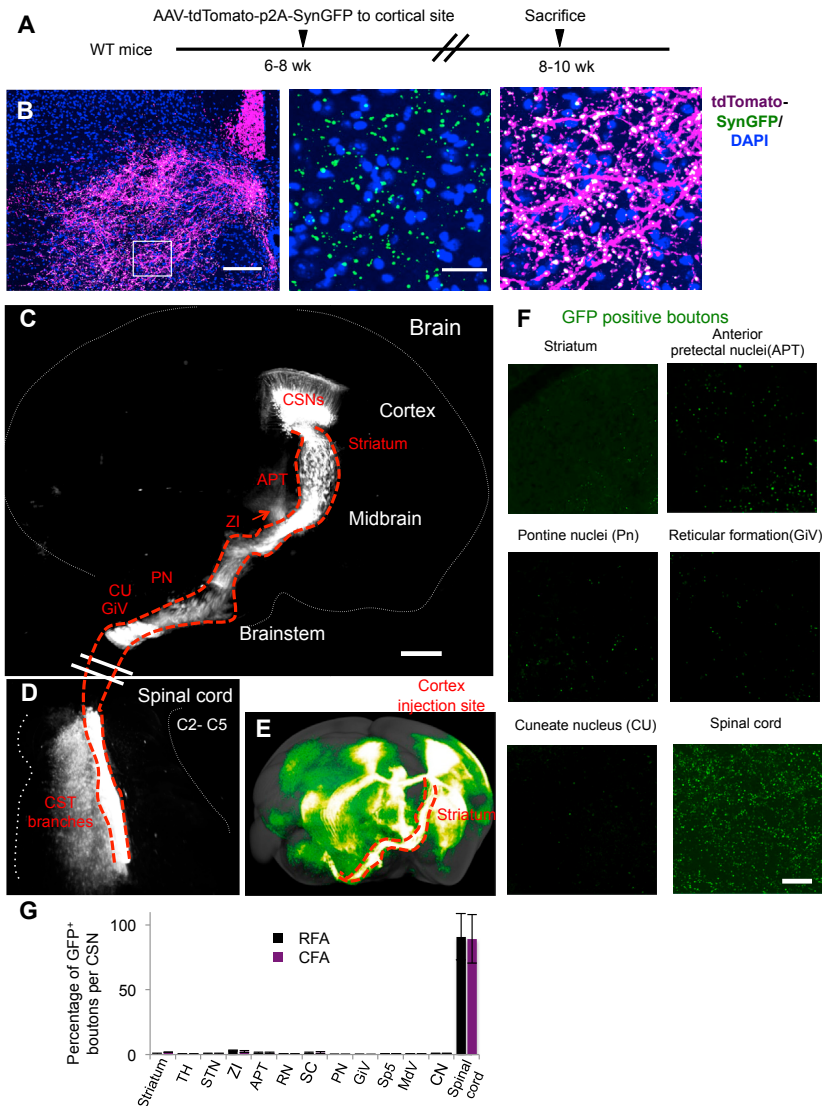 A
AAV-tdTomato-p2A-SynGFP to cortical site
Sacrifice
WT mice
6-8 wk
8-10 wk
B
tdTomato-
SynGFP/
DAPI
C
Brain
CSNs
Cortex
Striatum
APT
ZI
Midbrain
PN
CU
GiV
Brainstem
D
Spinal cord
C2- C5
CST
branches
Cortex
injection site
E
Striatum
F
GFP positive boutons
Striatum
Anterior
pretectal nuclei(APT)
Pontine nuclei (Pn)
Reticular formation(GiV)
Cuneate nucleus (CU)
Spinal cord
G
Percentage of GFP+
boutons per CSN
100
50
0
RFA
CFA
Striatum
TH
STN
ZI
APT
RN
SC
PN
GiV
Sp5
MdV
CN
Spinal
cord